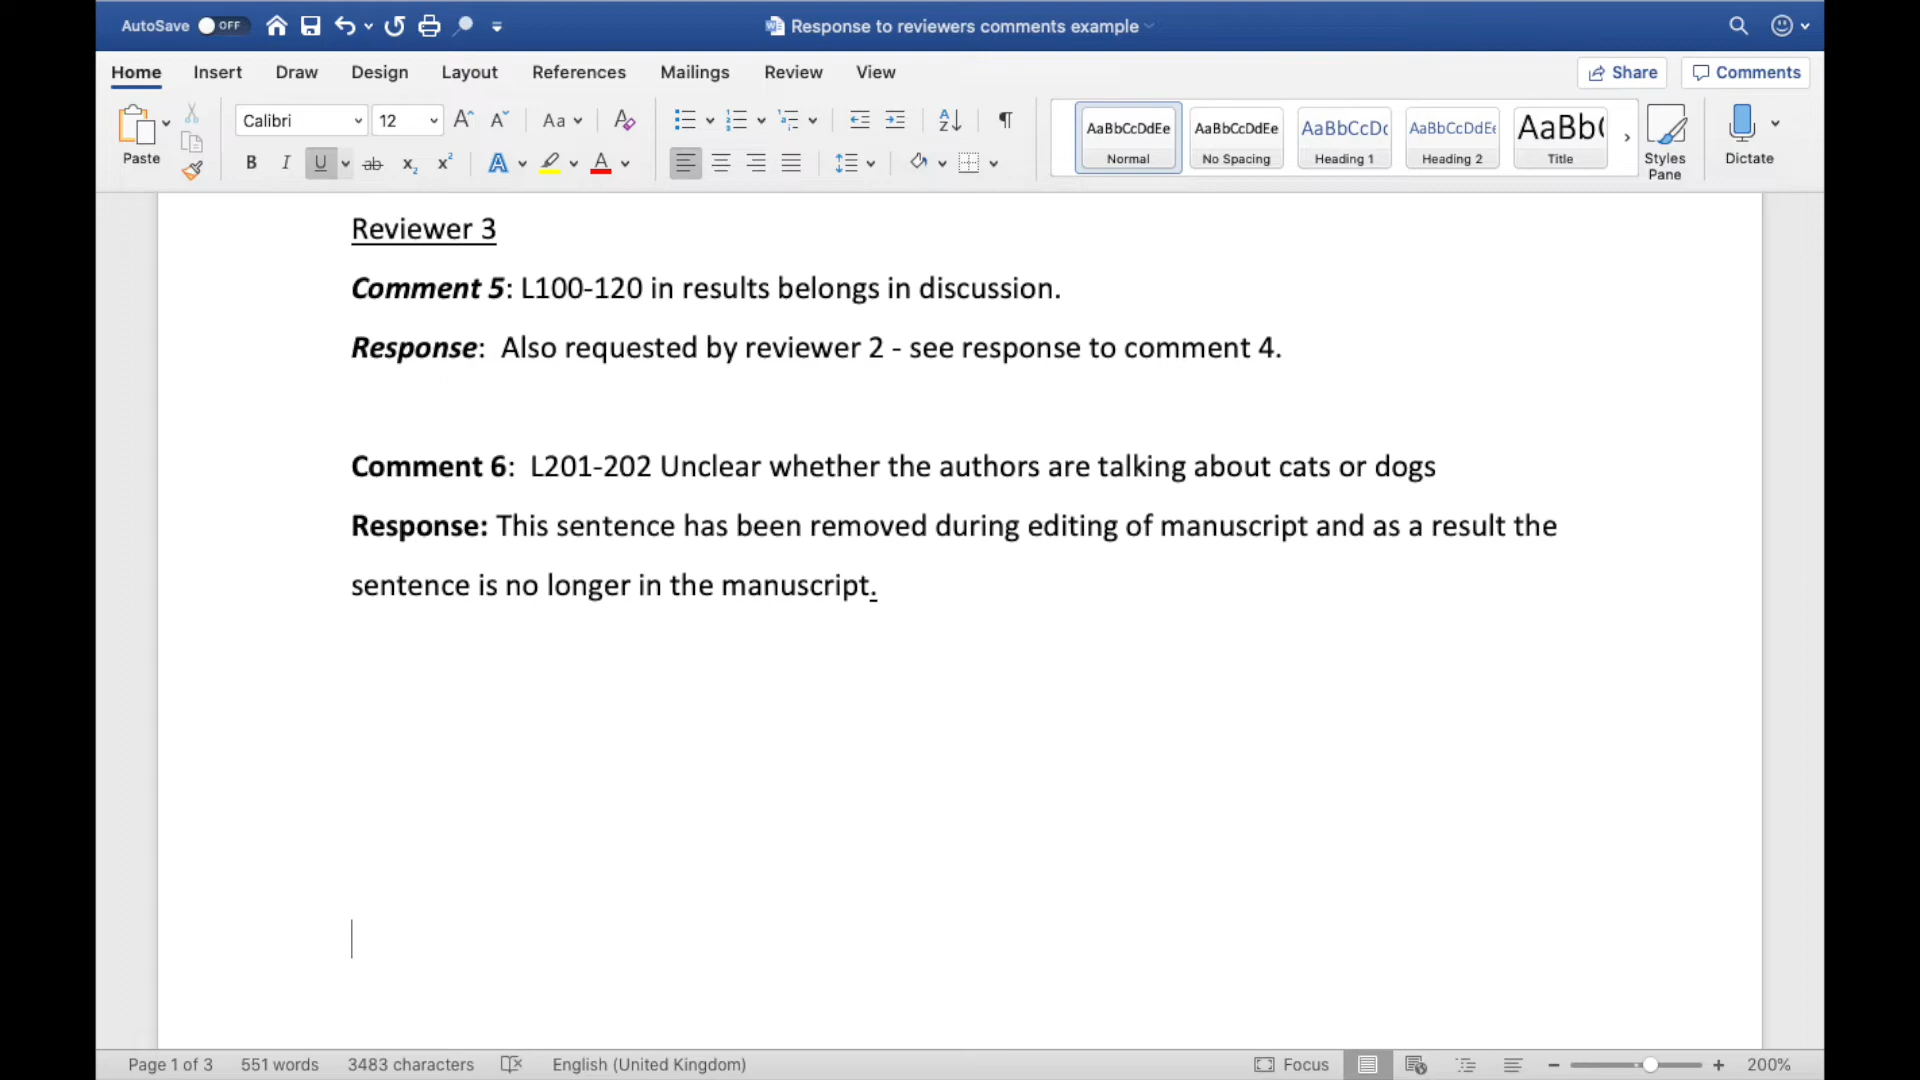 AutoSave OFF Response to reviewers comments example
Home Insert Draw Design Layout References Mailings Review View Share Comments
Paste Calibri 12 Aa AaBbCcDdEe Normal AaBbCcDdEe No Spacing AaBbCcDc Heading 1 AaBbCcDdEe Heading 2 AaBb( Title Styles Pane Dictate
Reviewer 3
Comment 5: L100-120 in results belongs in discussion.
Response: Also requested by reviewer 2 - see response to comment 4.
Comment 6: L201-202 Unclear whether the authors are talking about cats or dogs
Response: This sentence has been removed during editing of manuscript and as a result the
sentence is no longer in the manuscript.
Page 1 of 3 551 words 3483 characters English (United Kingdom) Focus 200%